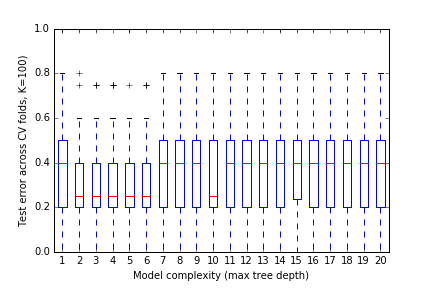 1.0
0.8
0.6
0.4
0.2
0.0
Test error across CV folds, K=100)
1 2 3 4 5 6 7 8 9 10 11 12 13 14 15 16 17 18 19 20
Model complexity (max tree depth)